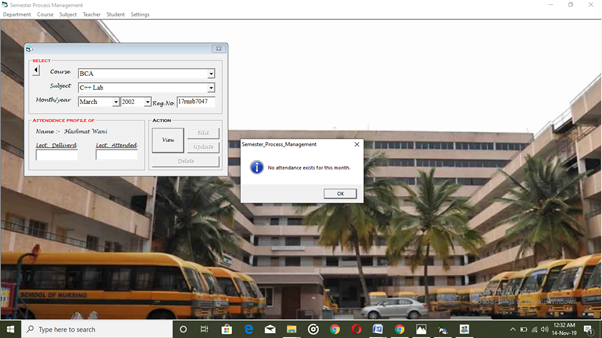 Semester Process Management
Department Course Subject Teacher Student Settings
SELECT
Course BCA
Subject C++ Lab
Month/year March 2002 Reg.No 17msb7047
ATTENDENCE PROFILE OF
Name :- Hashmat Wani
Lect. Deliverd Lect. Attended
ACTION
View Edit
Update
Delete
Semester_Process_Management
No attendance exists for this month.
OK
SCHOOL OF NURSING
Type here to search
12:32 AM
14-Nov-19